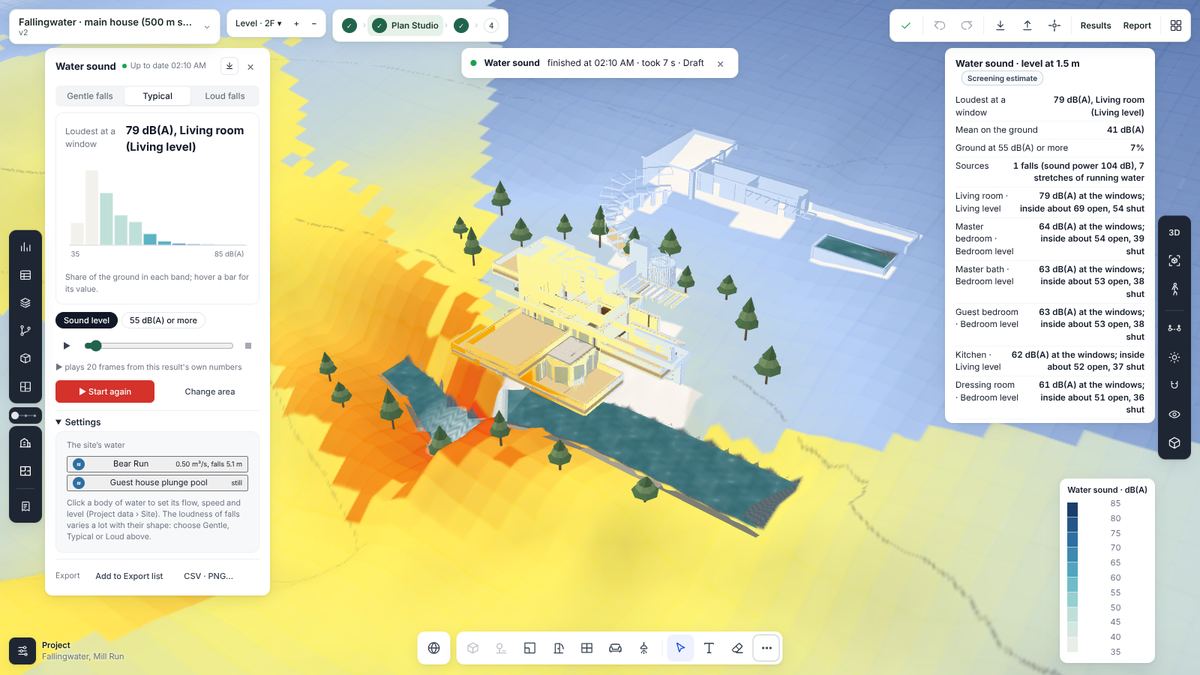 Fallingwater · main house (500 m s...
v2
Level · 2F ▾ + −
Plan Studio
4
Results Report
Water sound
Up to date 02:10 AM
Water sound finished at 02:10 AM · took 7 s · Draft
Gentle falls Typical Loud falls
Loudest at a window
79 dB(A), Living room (Living level)
35 85 dB(A)
Share of the ground in each band; hover a bar for
its value.
Sound level 55 dB(A) or more
▶ plays 20 frames from this result's own numbers
▶ Start again Change area
▼ Settings
The site's water
Bear Run 0.50 m³/s, falls 5.1 m
Guest house plunge pool still
Click a body of water to set its flow, speed and
level (Project data › Site). The loudness of falls
varies a lot with their shape: choose Gentle,
Typical or Loud above.
Export Add to Export list CSV · PNG...
Project
Fallingwater, Mill Run
Water sound · level at 1.5 m
Screening estimate
Loudest at a window 79 dB(A), Living room (Living level)
Mean on the ground 41 dB(A)
Ground at 55 dB(A) or more 7%
Sources 1 falls (sound power 104 dB), 7 stretches of running water
Living room · Living level 79 dB(A) at the windows; inside about 69 open, 54 shut
Master bedroom · Bedroom level 64 dB(A) at the windows; inside about 54 open, 39 shut
Master bath · Bedroom level 63 dB(A) at the windows; inside about 53 open, 38 shut
Guest bedroom · Bedroom level 63 dB(A) at the windows; inside about 53 open, 38 shut
Kitchen · Living level 62 dB(A) at the windows; inside about 52 open, 37 shut
Dressing room · Bedroom level 61 dB(A) at the windows; inside about 51 open, 36 shut
3D
Water sound · dB(A)
85
80
75
70
65
60
55
50
45
40
35